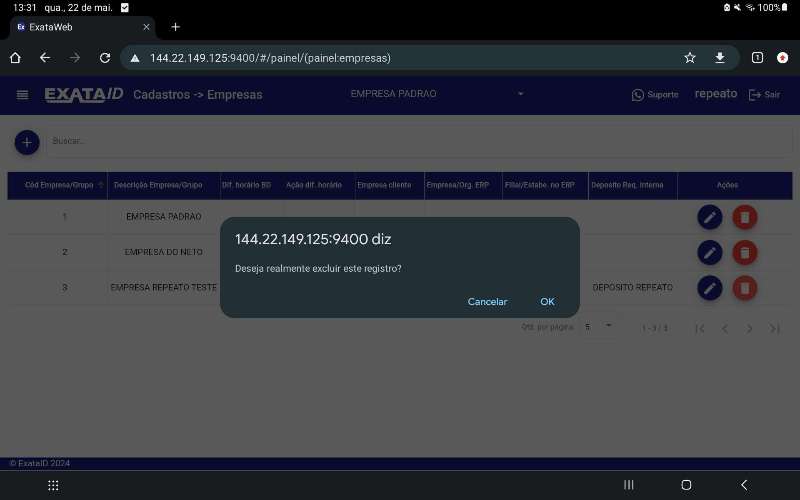 13:31 qua., 22 de mai. 100%
Ex ExataWeb
144.22.149.125:9400/#/painel/(painel:empresas)
1
EXATAID Cadastros -> Empresas EMPRESA PADRAO Suporte repeato Sair
Buscar...
Cód Empresa/Grupo Descrição Empresa/Grupo Dif. horário BD Ação dif. horário Empresa cliente Empresa/Org. ERP Filial/Estabe. no ERP Deposito Req. Interna Ações
1 EMPRESA PADRAO
2 EMPRESA DO NETO
3 EMPRESA REPEATO TESTE DEPOSITO REPEATO
144.22.149.125:9400 diz
Deseja realmente excluir este registro?
Cancelar OK
Qtd. por página 5 1 - 3 / 3
© ExataID 2024